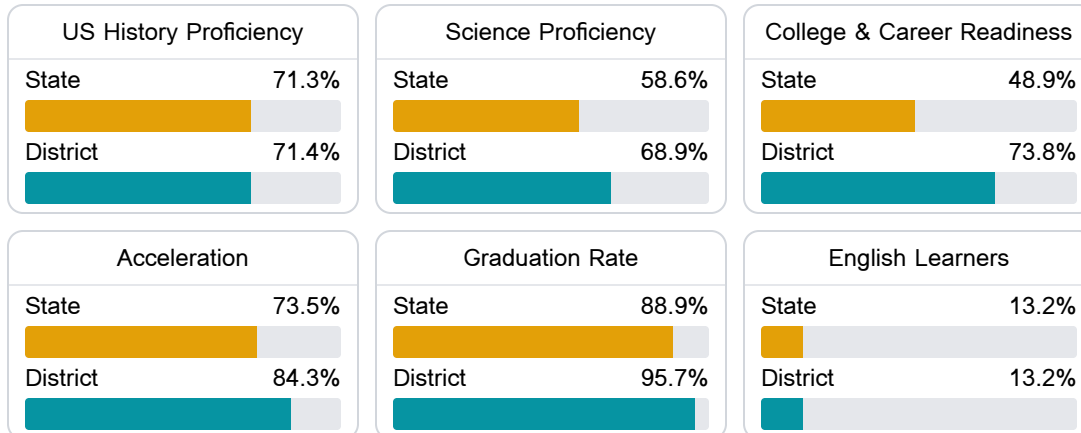 US History Proficiency
State 71.3%
District 71.4%
Science Proficiency
State 58.6%
District 68.9%
College & Career Readiness
State 48.9%
District 73.8%
Acceleration
State 73.5%
District 84.3%
Graduation Rate
State 88.9%
District 95.7%
English Learners
State 13.2%
District 13.2%